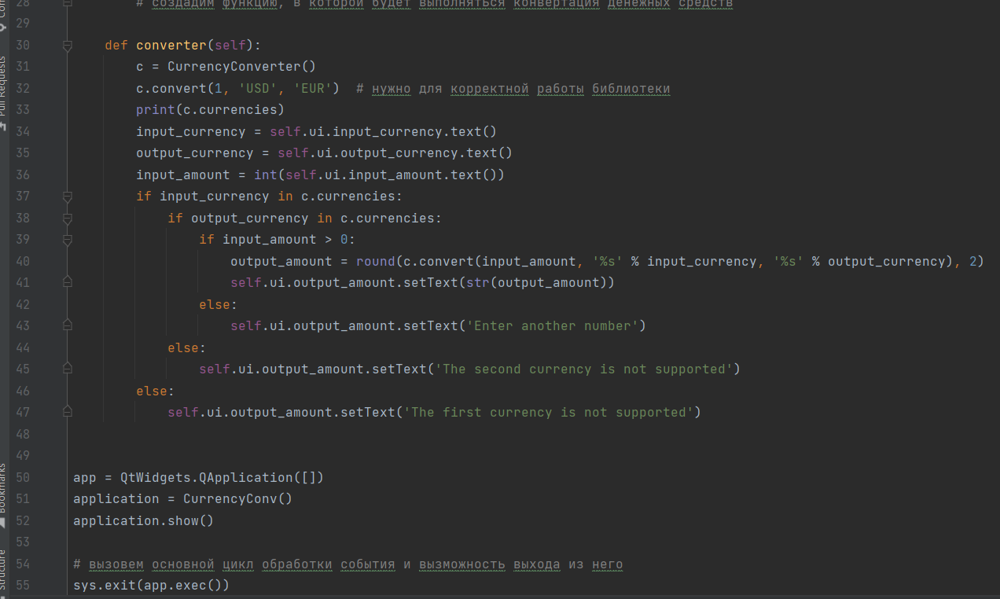 28 # создадим функцию, в которой будет выполняться конвертация денежных средств
29
30 def converter(self):
31 c = CurrencyConverter()
32 c.convert(1, 'USD', 'EUR')  # нужно для корректной работы библиотеки
33 print(c.currencies)
34 input_currency = self.ui.input_currency.text()
35 output_currency = self.ui.output_currency.text()
36 input_amount = int(self.ui.input_amount.text())
37 if input_currency in c.currencies:
38 if output_currency in c.currencies:
39 if input_amount > 0:
40 output_amount = round(c.convert(input_amount, '%s' % input_currency, '%s' % output_currency), 2)
41 self.ui.output_amount.setText(str(output_amount))
42 else:
43 self.ui.output_amount.setText('Enter another number')
44 else:
45 self.ui.output_amount.setText('The second currency is not supported')
46 else:
47 self.ui.output_amount.setText('The first currency is not supported')
48
49
50 app = QtWidgets.QApplication([])
51 application = CurrencyConv()
52 application.show()
53
54 # вызовем основной цикл обработки события и вызможность выхода из него
55 sys.exit(app.exec())
Pull Requests
Bookmarks
Structure